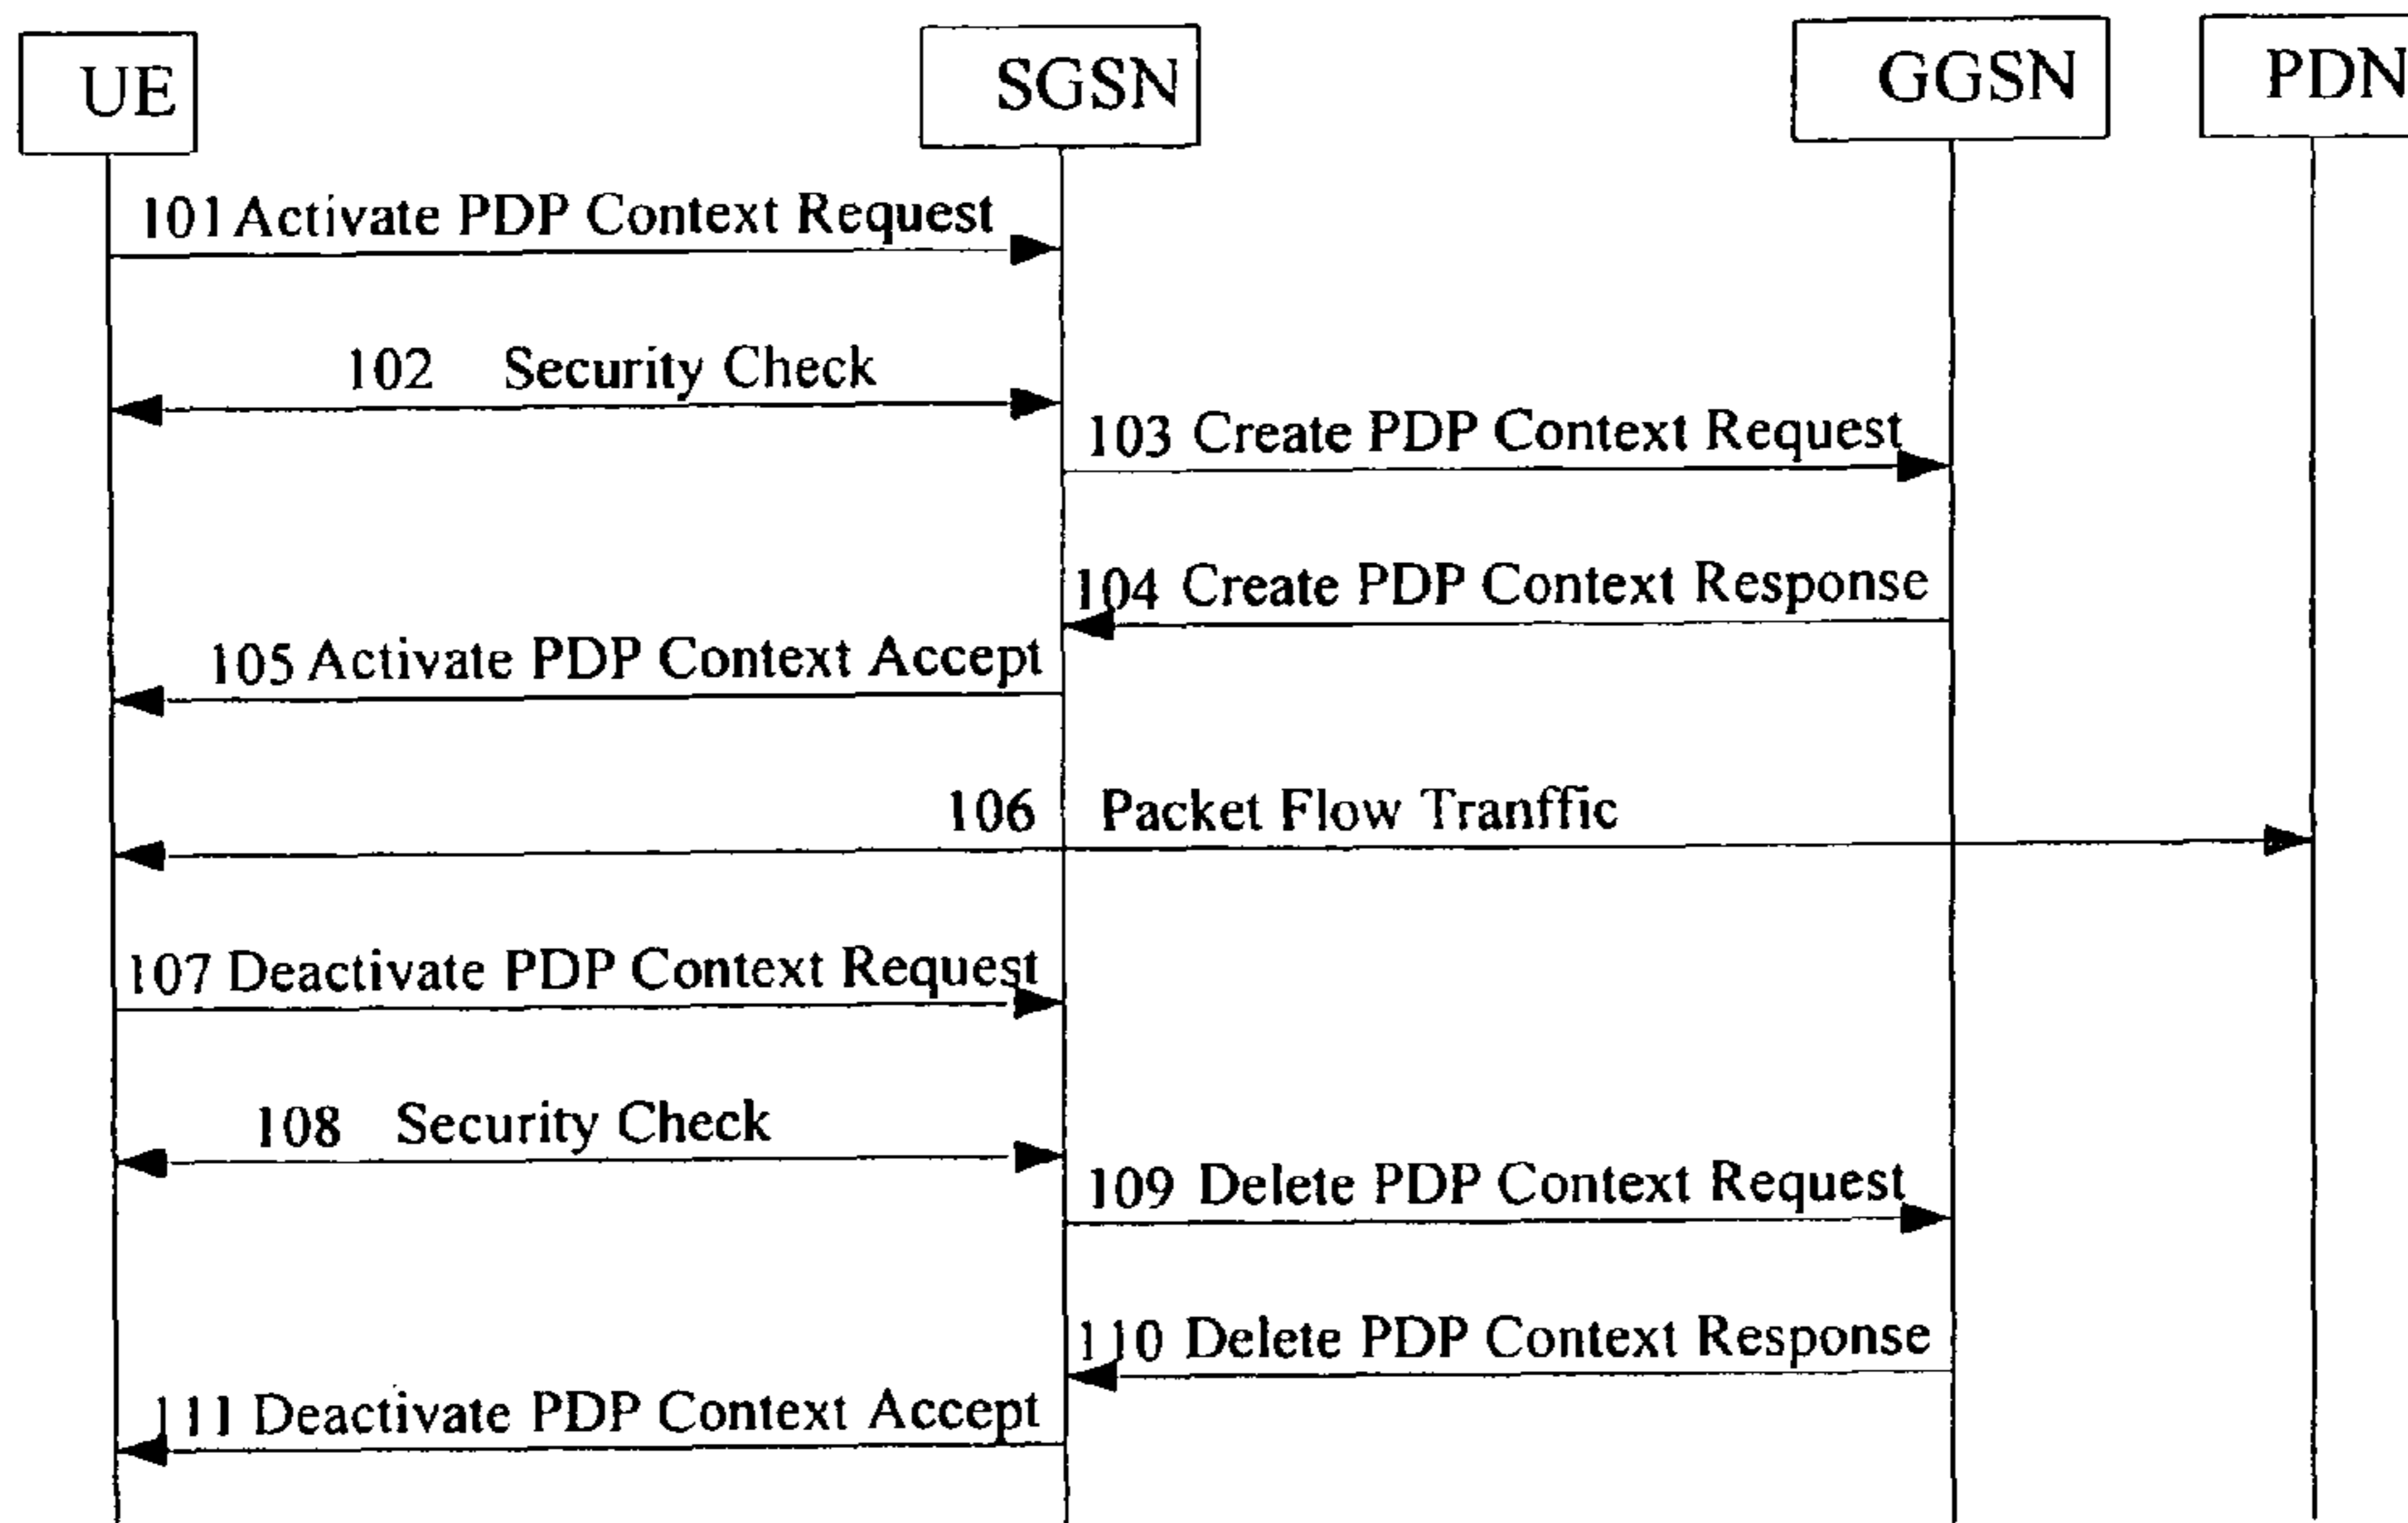 UE SGSN GGSN PDN
101 Activate PDP Context Request
102 Security Check
103 Create PDP Context Request
104 Create PDP Context Response
105 Activate PDP Context Accept
106 Packet Flow Tranffic
107 Deactivate PDP Context Request
108 Security Check
109 Delete PDP Context Request
110 Delete PDP Context Response
111 Deactivate PDP Context Accept